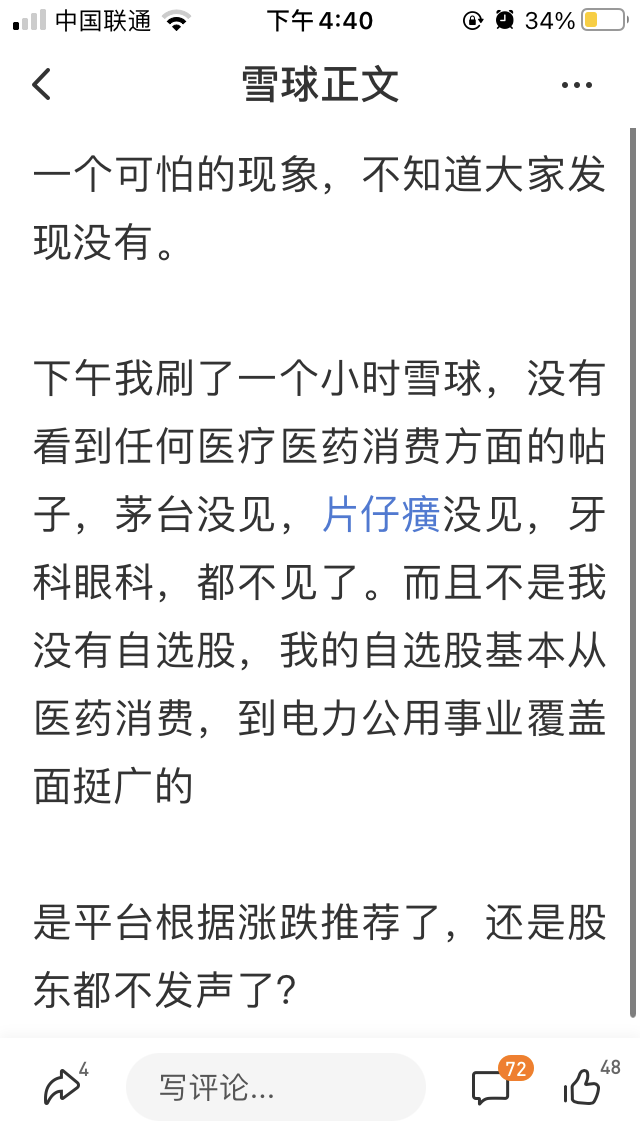 中国联通 下午4:40 34%
雪球正文
一个可怕的现象，不知道大家发
现没有。
下午我刷了一个小时雪球，没有
看到任何医疗医药消费方面的帖
子，茅台没见，片仔癀没见，牙
科眼科，都不见了。而且不是我
没有自选股，我的自选股基本从
医药消费，到电力公用事业覆盖
面挺广的
是平台根据涨跌推荐了，还是股
东都不发声了?
4 写评论... 72 48